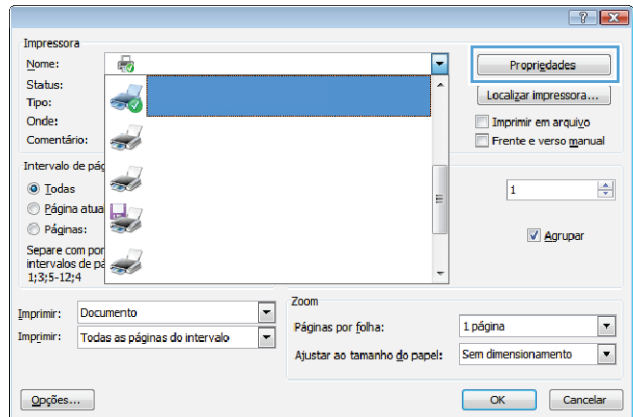 Impressora
Nome:
Propriedades
Status:
Tipo:
Localizar impressora...
Onde:
Imprimir em arquivo
Comentário:
Frente e verso manual
Intervalo de pág
Todas
1
Página atua
Páginas:
Agrupar
Separe com por
intervalos de pá
1;3;5-12;4
Imprimir: Documento
Imprimir: Todas as páginas do intervalo
Zoom
Páginas por folha: 1 página
Ajustar ao tamanho do papel: Sem dimensionamento
Opções...
OK
Cancelar